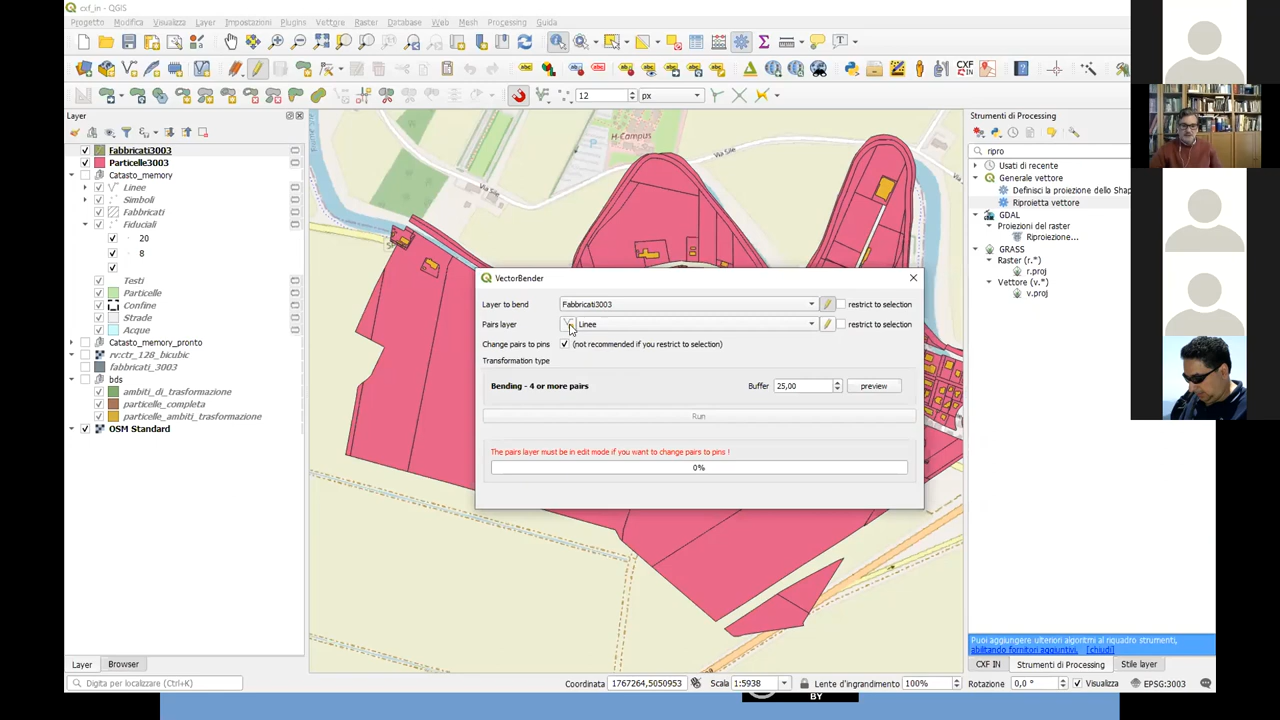 cxf_in - QGIS
Progetto Modifica Visualizza Layer Impostazioni Plugins Vettore Raster Database Web Mesh Processing Guida
CXF
IN
12 px
Layer
Fabbricati3003
Particelle3003
Catasto_memory
Linee
Simboli
Fabbricati
Fiduciali
20
8
Testi
Particelle
Confine
Strade
Acque
Catasto_memory_pronto
rv:ctr_128_bicubic
fabbricati_3003
bds
ambiti_di_trasformazione
particelle_completa
particelle_ambiti_trasformazione
OSM Standard
Layer Browser
H-Campus
Via Sile
Via Sile
VectorBender
Layer to bend Fabbricati3003 restrict to selection
Pairs layer Linee restrict to selection
Change pairs to pins (not recommended if you restrict to selection)
Transformation type
Bending - 4 or more pairs Buffer 25,00 preview
Run
The pairs layer must be in edit mode if you want to change pairs to pins !
0%
Strumenti di Processing
ripro
Usati di recente
Generale vettore
Definisci la proiezione dello Shap
Riproietta vettore
GDAL
Proiezioni del raster
Riproiezione...
GRASS
Raster (r.*)
r.proj
Vettore (v.*)
v.proj
Puoi aggiungere ulteriori algoritmi al riquadro strumenti,
abilitando fornitori aggiuntivi. [chiudi]
CXF IN Strumenti di Processing Stile layer
Digita per localizzare (Ctrl+K) Coordinata 1767264,5050953 Scala 1:5938 Lente d'ingrandimento 100% Rotazione 0,0 ° Visualizza EPSG:3003
BY